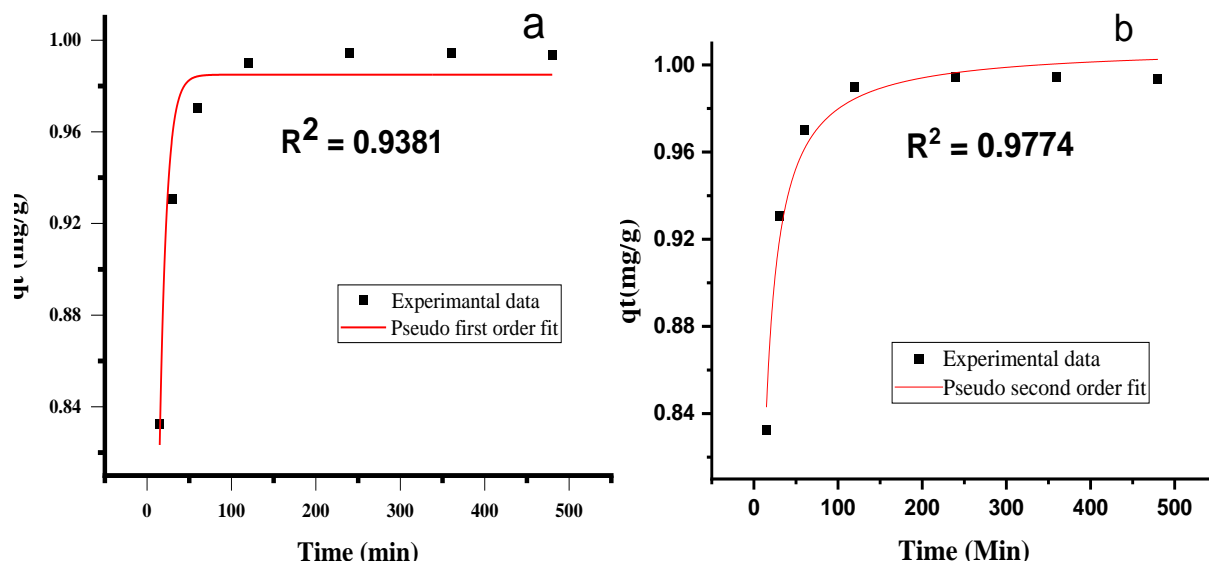 a
1.00
0.96
0.92
0.88
0.84
qt (mg/g)
R2 = 0.9381
Experimantal data
Pseudo first order fit
0 100 200 300 400 500
Time (min)
b
1.00
0.96
0.92
0.88
0.84
qt(mg/g)
R2 = 0.9774
Experimental data
Pseudo second order fit
0 100 200 300 400 500
Time (Min)